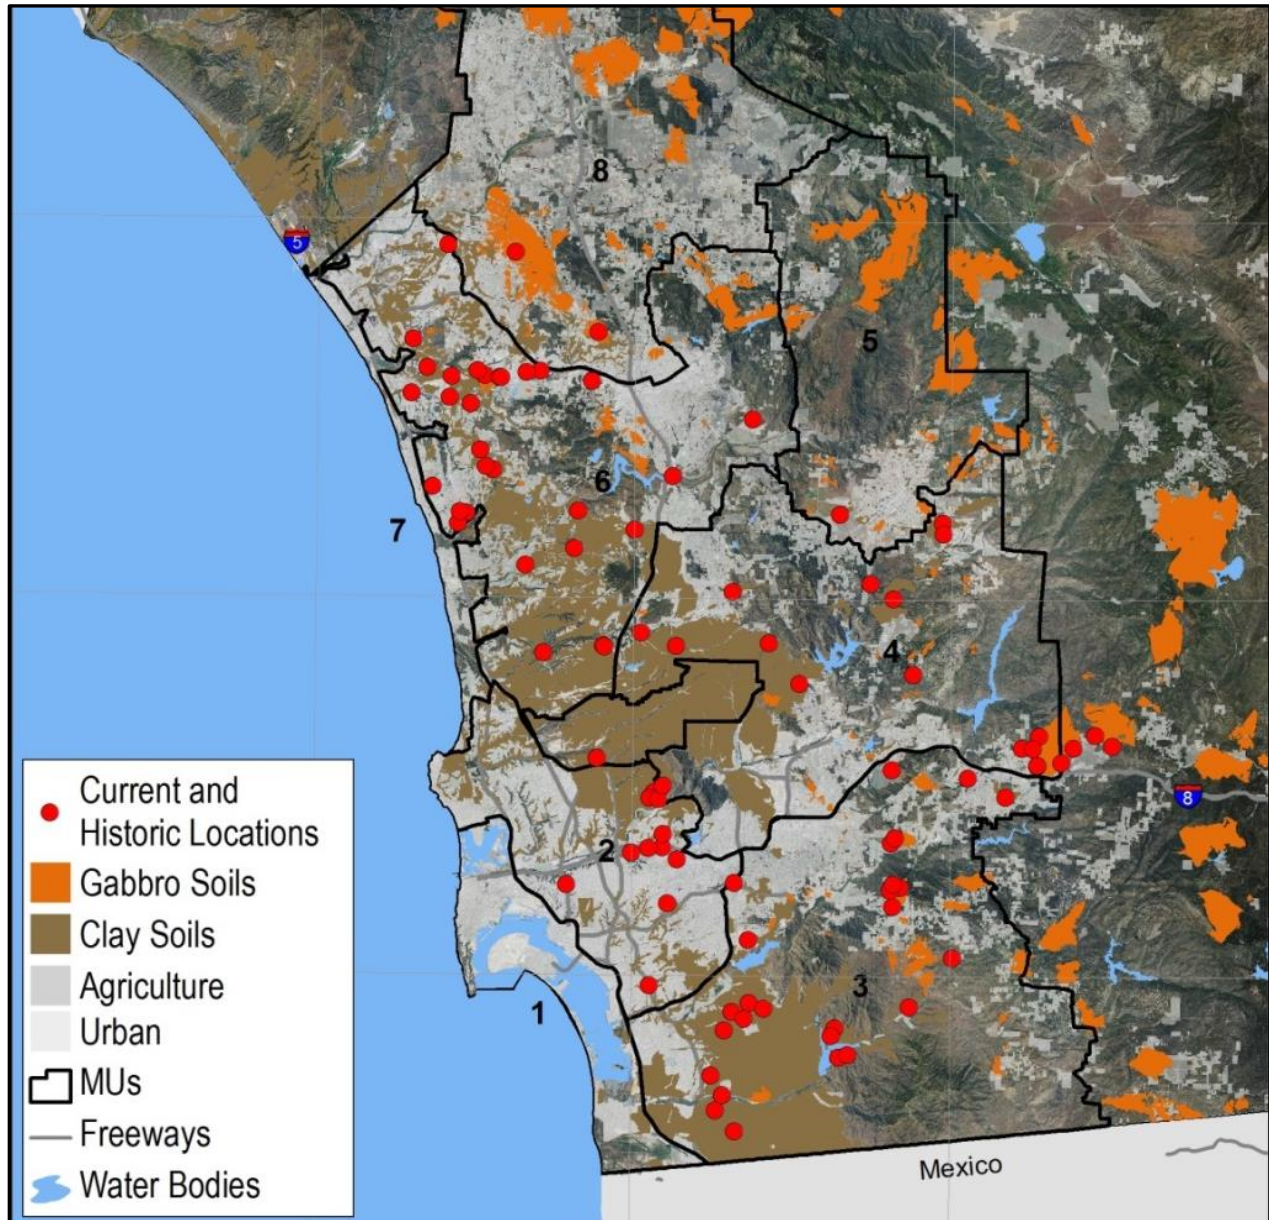 8
5
5
6
7
4
2
8
3
1
Mexico
Current and
Historic Locations
Gabbro Soils
Clay Soils
Agriculture
Urban
MUs
Freeways
Water Bodies